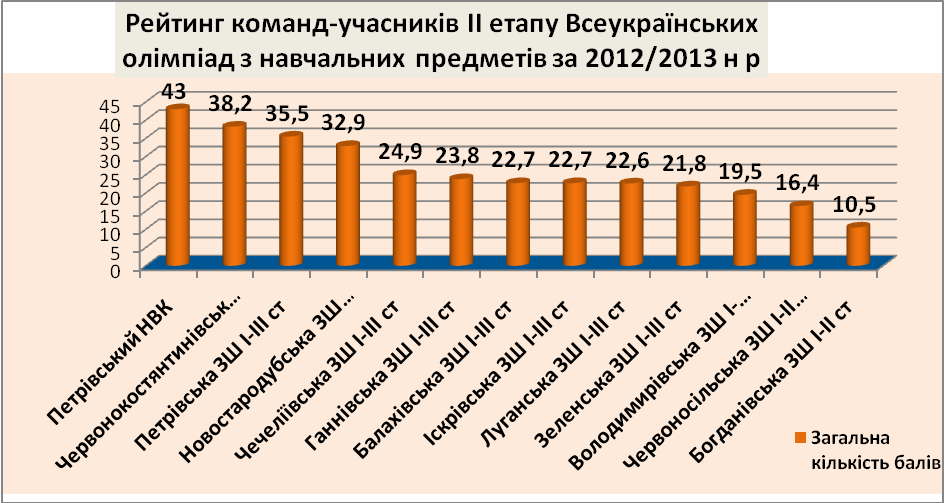 Рейтинг команд-учасників ІІ етапу Всеукраїнських
олімпіад з навчальних предметів за 2012/2013 н р
43
38,2
35,5
32,9
24,9
23,8
22,7
22,7
22,6
21,8
19,5
16,4
10,5
45
40
35
30
25
20
15
10
5
0
Петрівський НВК
Червонокостянтинівськ…
Петрівська ЗШ І-ІІІ ст
Новостародубська ЗШ…
Чечеліївська ЗШ І-ІІІ ст
Ганнівська ЗШ І-ІІІ ст
Балахівська ЗШ І-ІІІ ст
Іскрівська ЗШ І-ІІІ ст
Луганська ЗШ І-ІІІ ст
Зеленська ЗШ І-ІІІ ст
Володимирівська ЗШ І-…
Червоносільська ЗШ І-ІІ…
Богданівська ЗШ І-ІІ ст
Загальна
кількість балів